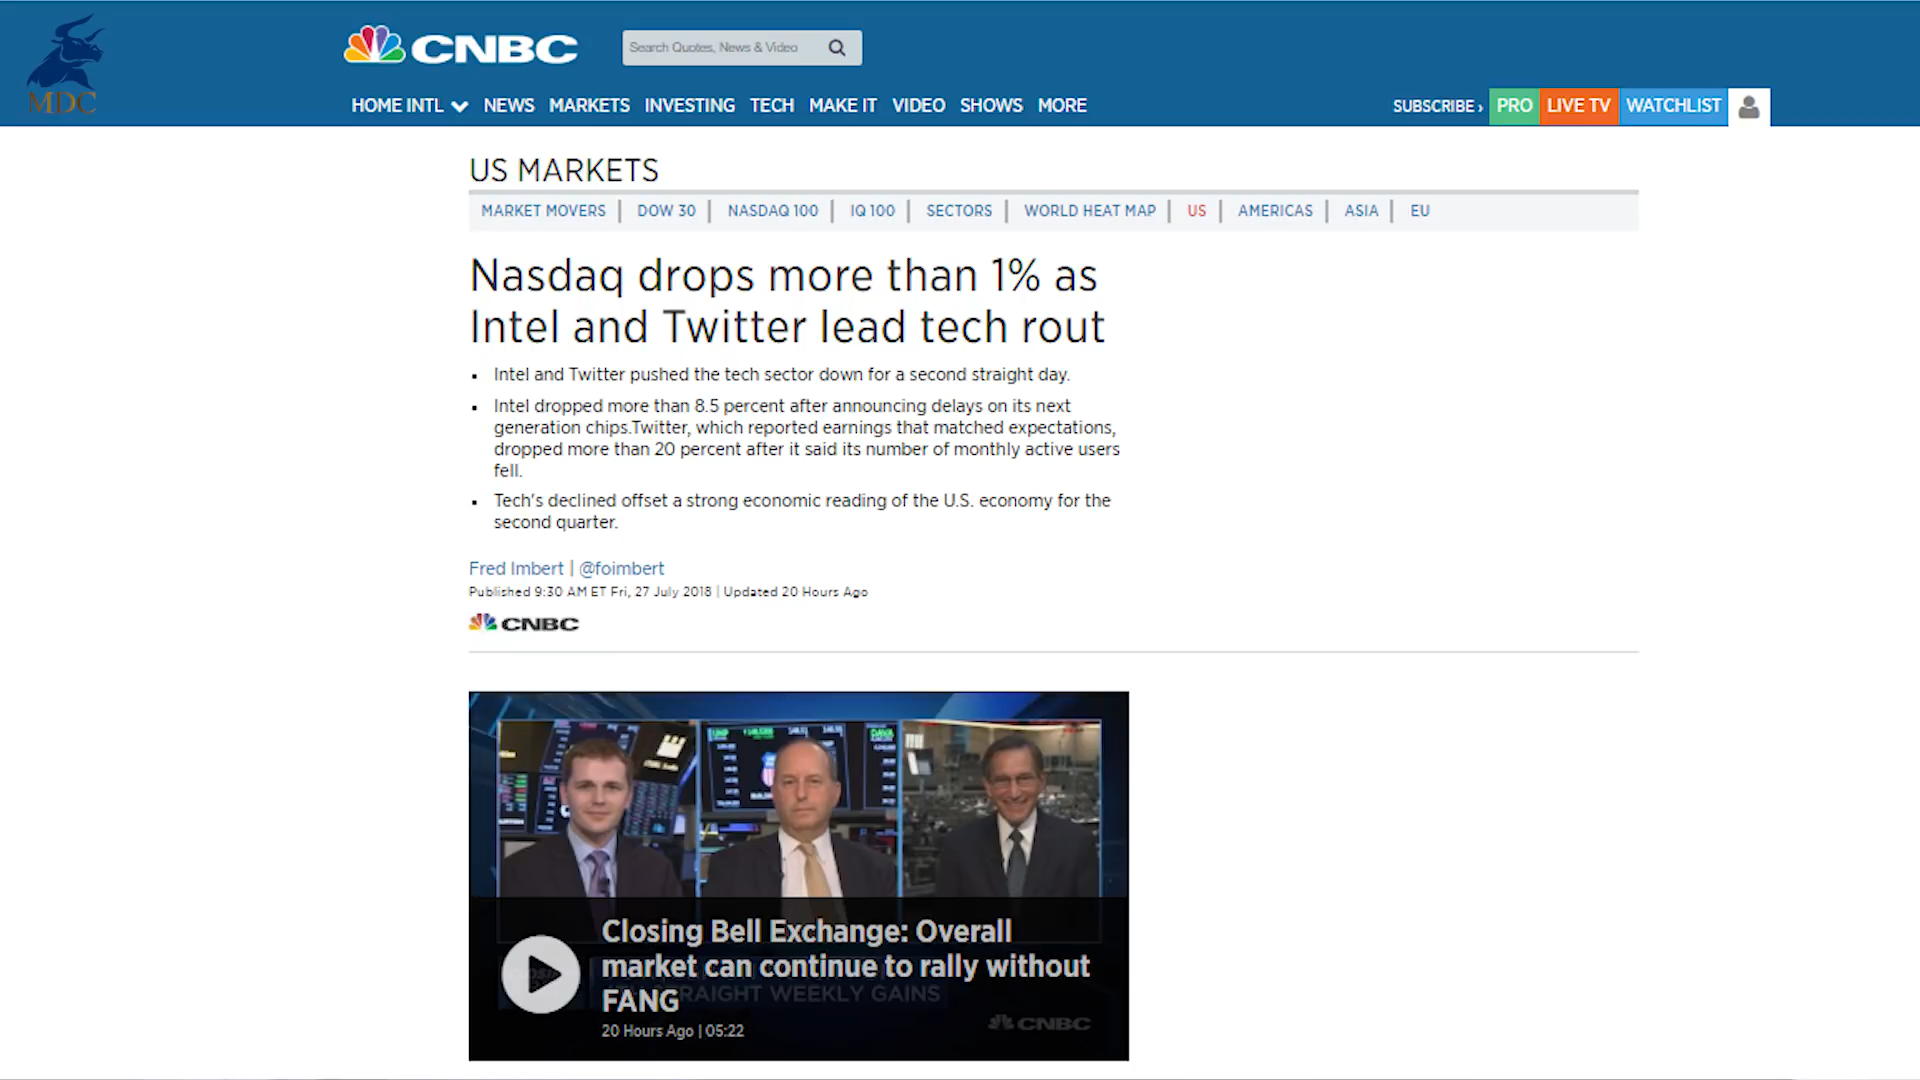 MDC
CNBC
Search Quotes, News & Video
HOME INTL NEWS MARKETS INVESTING TECH MAKE IT VIDEO SHOWS MORE
SUBSCRIBE › PRO LIVE TV WATCHLIST
US MARKETS
MARKET MOVERS | DOW 30 | NASDAQ 100 | IQ 100 | SECTORS | WORLD HEAT MAP | US | AMERICAS | ASIA | EU
Nasdaq drops more than 1% as
Intel and Twitter lead tech rout
▪ Intel and Twitter pushed the tech sector down for a second straight day.
▪ Intel dropped more than 8.5 percent after announcing delays on its next
generation chips.Twitter, which reported earnings that matched expectations,
dropped more than 20 percent after it said its number of monthly active users
fell.
▪ Tech's declined offset a strong economic reading of the U.S. economy for the
second quarter.
Fred Imbert | @foimbert
Published 9:30 AM ET Fri, 27 July 2018 | Updated 20 Hours Ago
CNBC
Closing Bell Exchange: Overall
market can continue to rally without
FANG
STRAIGHT WEEKLY GAINS
20 Hours Ago | 05:22
CNBC